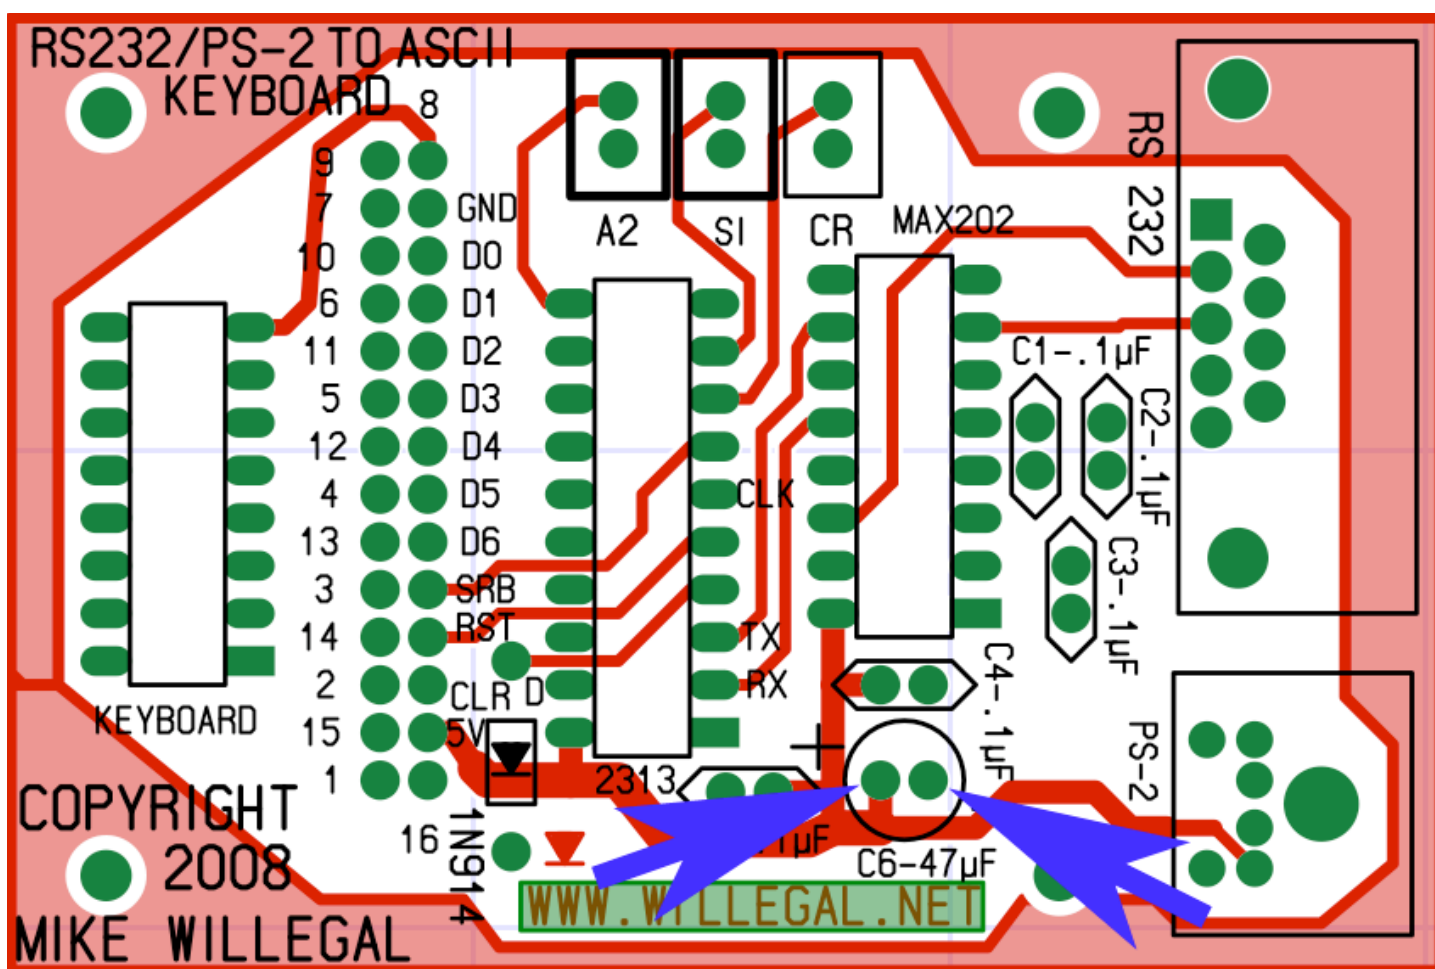 RS232/PS-2 TO ASCII
KEYBOARD
8
9
7
GND
10
D0
6
D1
11
D2
5
D3
12
D4
4
D5
13
D6
3
SRB
14
RST
2
CLR D
15
5V
1
16
A2
SI
CR
MAX202
RS 232
C1-.1µF
C2-.1µF
C3-.1µF
C4-.1µF
CLK
TX
RX
KEYBOARD
2313
PS-2
1µF
C6-47µF
1N914
COPYRIGHT
2008
MIKE WILLEGAL
WWW.WILLEGAL.NET